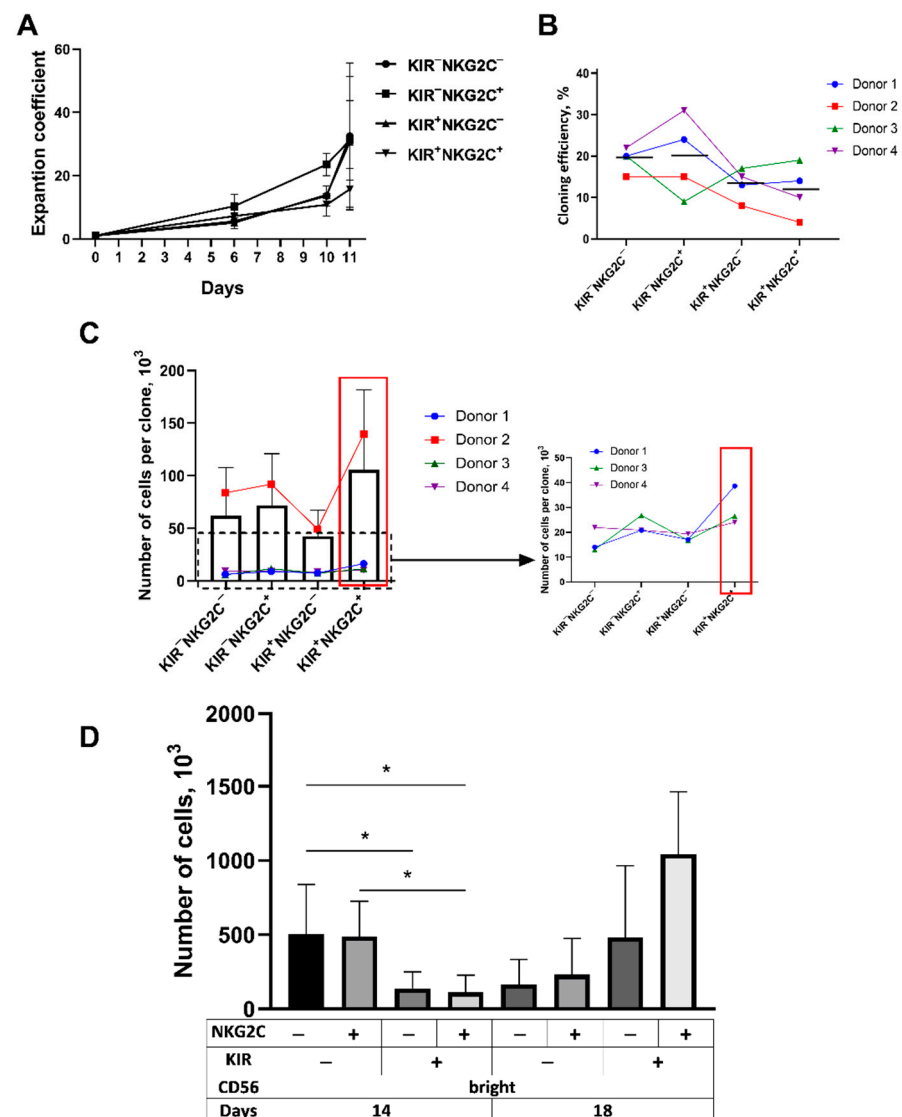 A
Expantion coefficient
60
40
20
0
0 1 2 3 4 5 6 7 8 9 10 11
Days
KIR⁻NKG2C⁻
KIR⁻NKG2C⁺
KIR⁺NKG2C⁻
KIR⁺NKG2C⁺
B
Cloning efficiency, %
40
30
20
10
0
KIR⁻NKG2C⁻
KIR⁻NKG2C⁺
KIR⁺NKG2C⁻
KIR⁺NKG2C⁺
Donor 1
Donor 2
Donor 3
Donor 4
C
Number of cells per clone, 10³
200
150
100
50
0
KIR⁻NKG2C⁻
KIR⁻NKG2C⁺
KIR⁺NKG2C⁻
KIR⁺NKG2C⁺
Donor 1
Donor 2
Donor 3
Donor 4
Number of cells per clone, 10³
50
40
30
20
10
0
Donor 1
Donor 3
Donor 4
KIR⁻NKG2C⁻
KIR⁻NKG2C⁺
KIR⁺NKG2C⁻
KIR⁺NKG2C⁺
D
Number of cells, 10³
2000
1500
1000
500
0
*
*
*
NKG2C − + − + − + − +
KIR − + − +
CD56 bright
Days 14 18